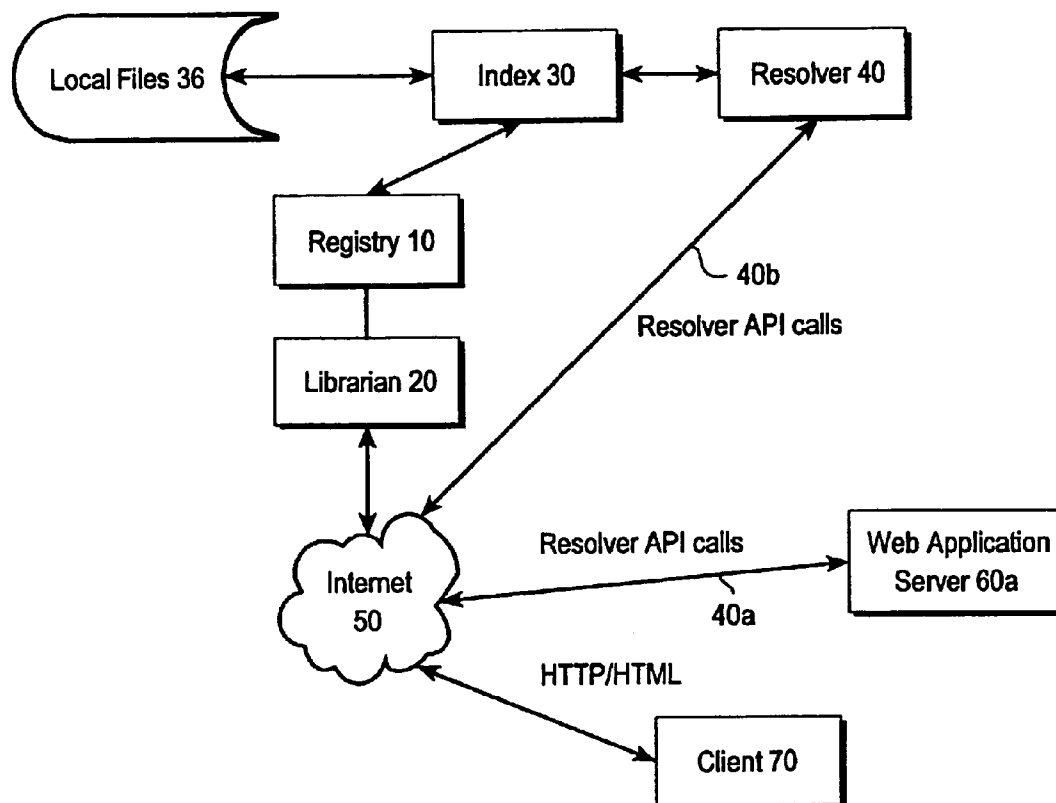 Local Files 36
Index 30
Resolver 40
Registry 10
40b
Resolver API calls
Librarian 20
Resolver API calls
Web Application
Server 60a
Internet
50
40a
HTTP/HTML
Client 70